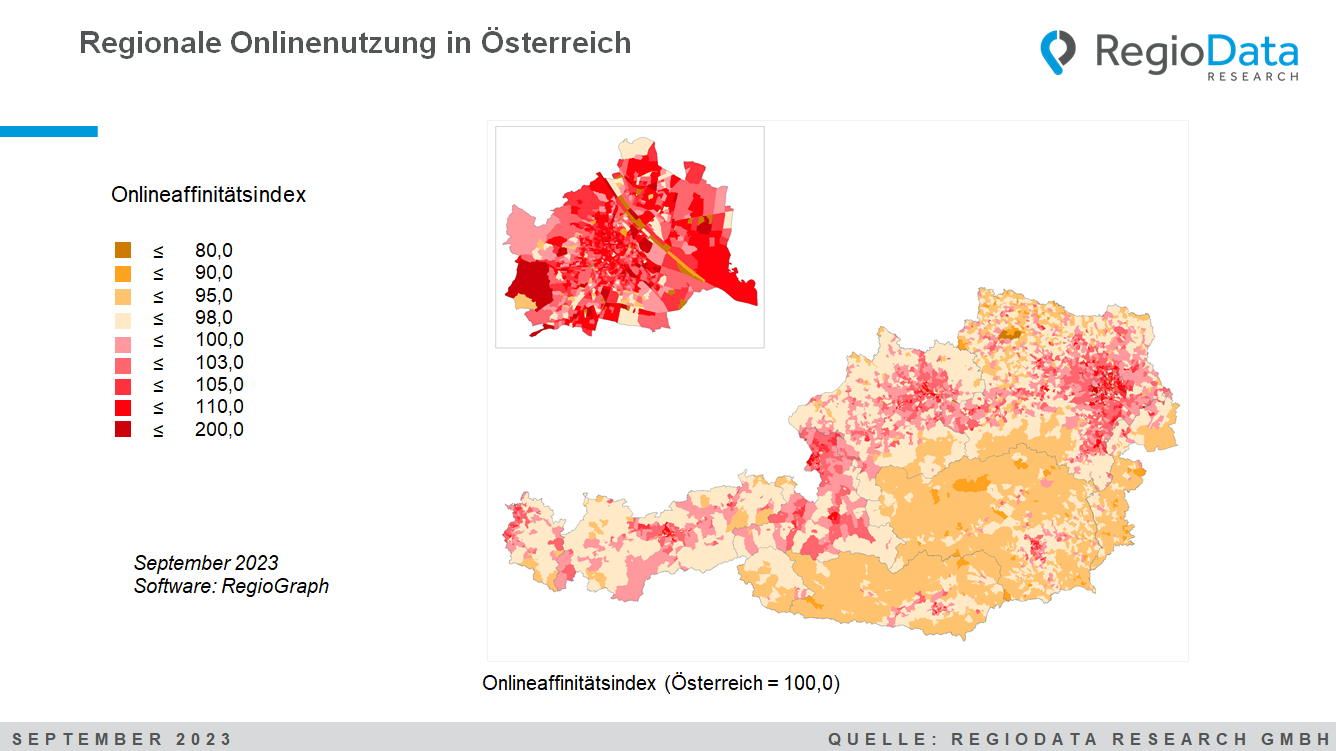 Regionale Onlinenutzung in Österreich
RegioData
RESEARCH
Onlineaffinitätsindex
≤ 80,0
≤ 90,0
≤ 95,0
≤ 98,0
≤ 100,0
≤ 103,0
≤ 105,0
≤ 110,0
≤ 200,0
September 2023
Software: RegioGraph
Onlineaffinitätsindex (Österreich = 100,0)
SEPTEMBER 2023
QUELLE: REGIODATA RESEARCH GMBH